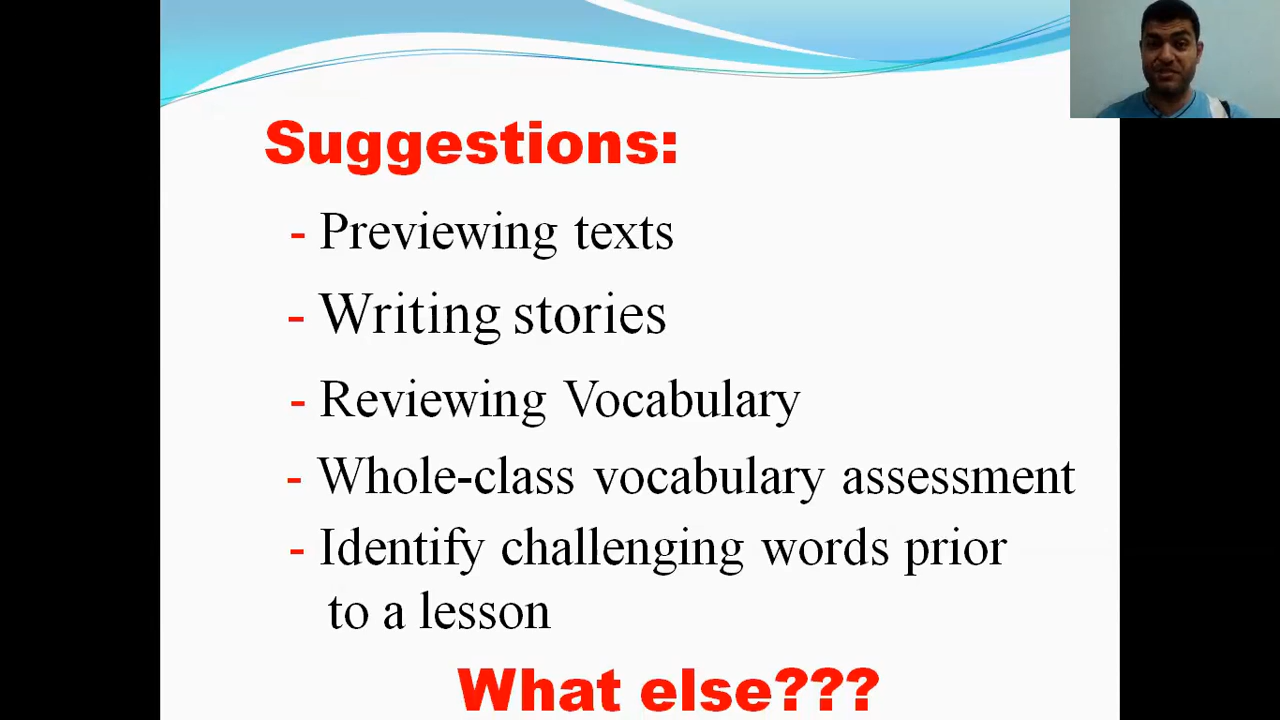 Suggestions:
- Previewing texts
- Writing stories
- Reviewing Vocabulary
- Whole-class vocabulary assessment
- Identify challenging words prior
to a lesson
What else???